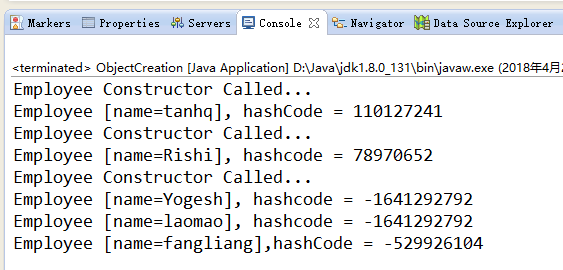 Markers Properties Servers Console Navigator Data Source Explorer
<terminated> ObjectCreation [Java Application] D:\Java\jdk1.8.0_131\bin\javaw.exe (2018年4月2
Employee Constructor Called...
Employee [name=tanhq], hashCode = 110127241
Employee Constructor Called...
Employee [name=Rishi], hashcode = 78970652
Employee Constructor Called...
Employee [name=Yogesh], hashcode = -1641292792
Employee [name=laomao], hashcode = -1641292792
Employee [name=fangliang],hashCode = -529926104